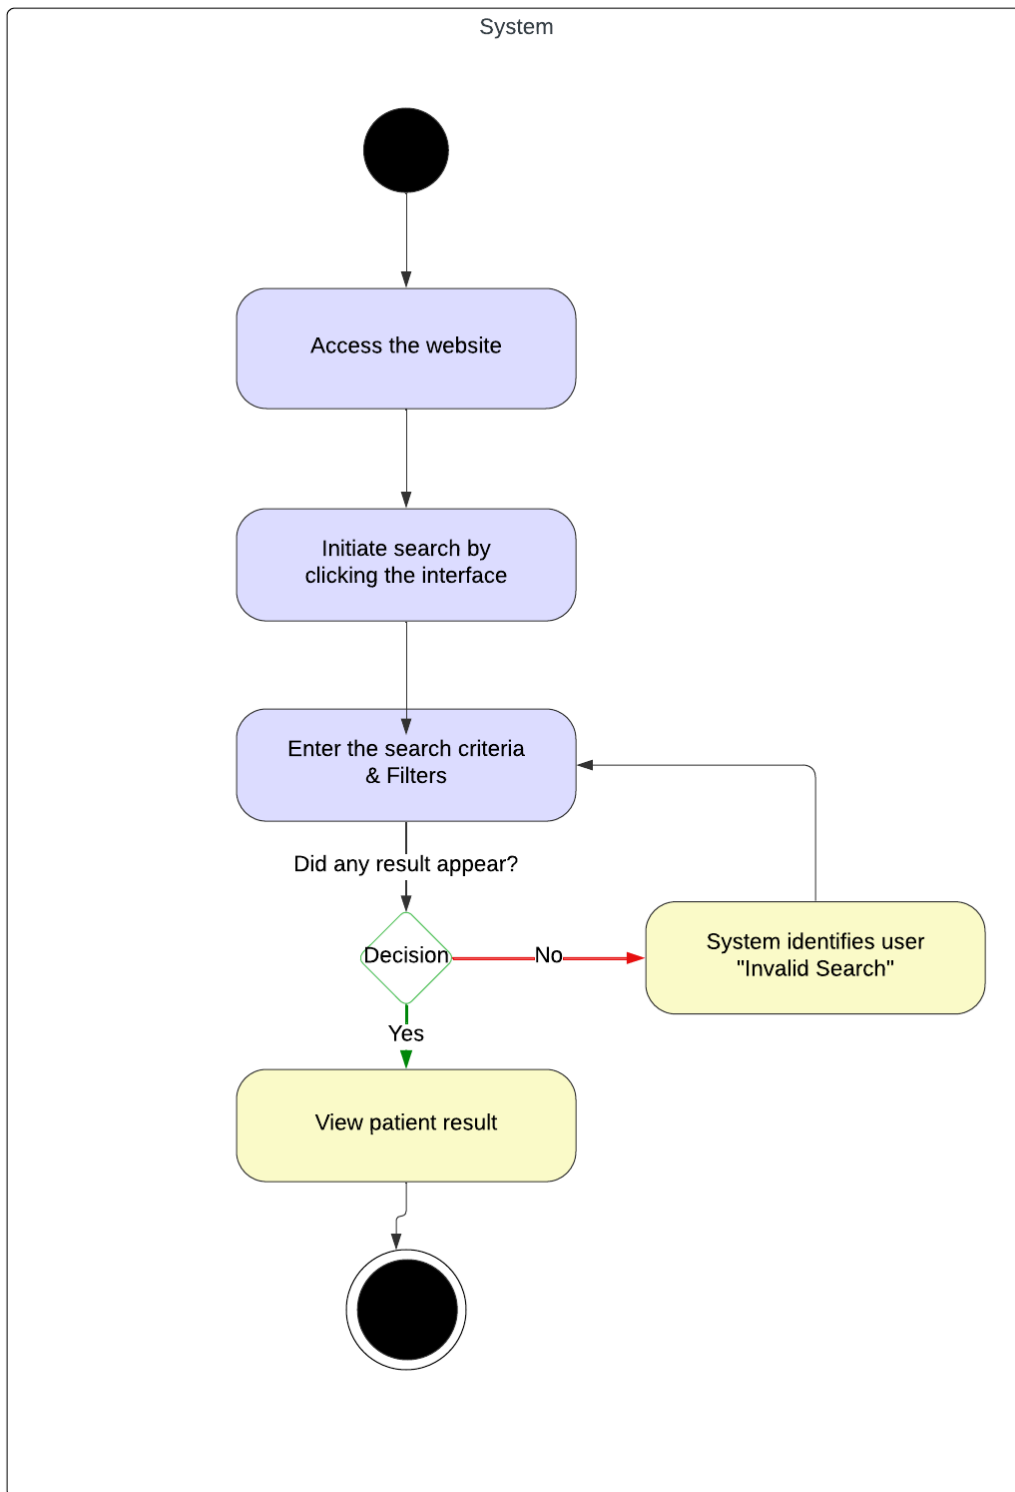 System
Access the website
Initiate search by
clicking the interface
Enter the search criteria
& Filters
Did any result appear?
Decision
No
System identifies user
"Invalid Search"
Yes
View patient result